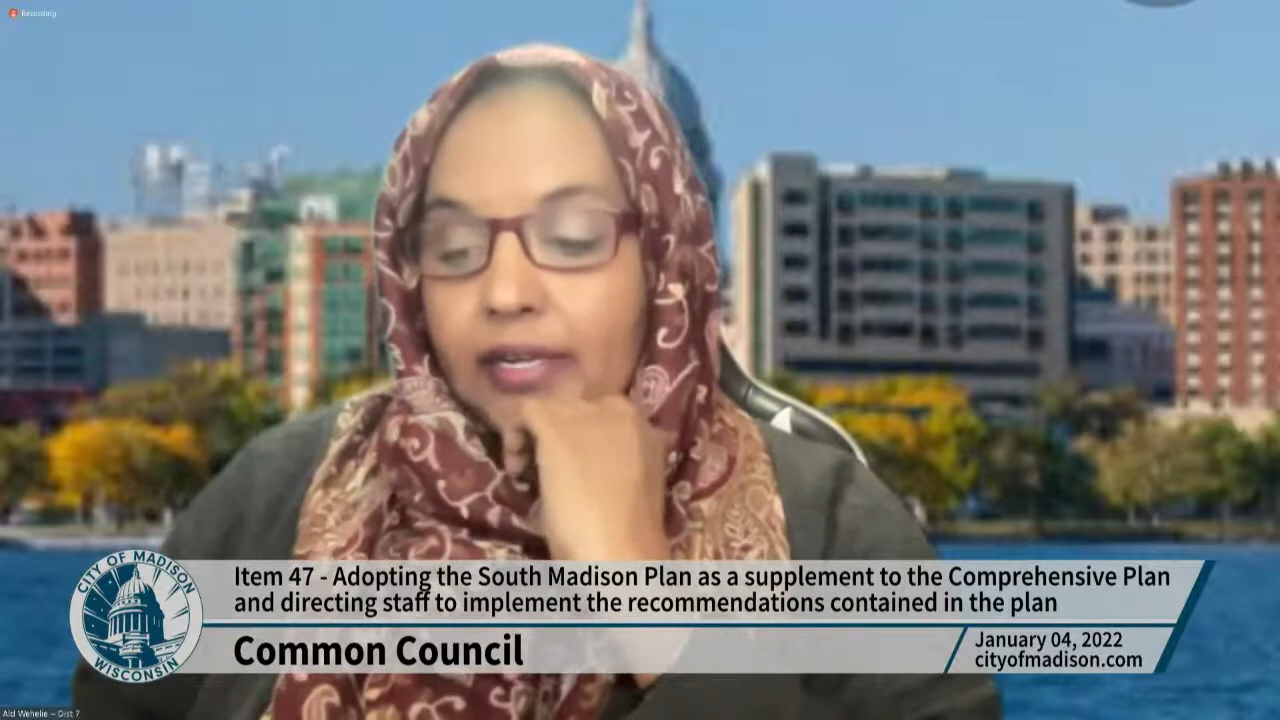 Recording
CITY OF MADISON
WISCONSIN
Item 47 - Adopting the South Madison Plan as a supplement to the Comprehensive Plan
and directing staff to implement the recommendations contained in the plan
Common Council
January 04, 2022
cityofmadison.com
Ald Wehelie – Dist 7